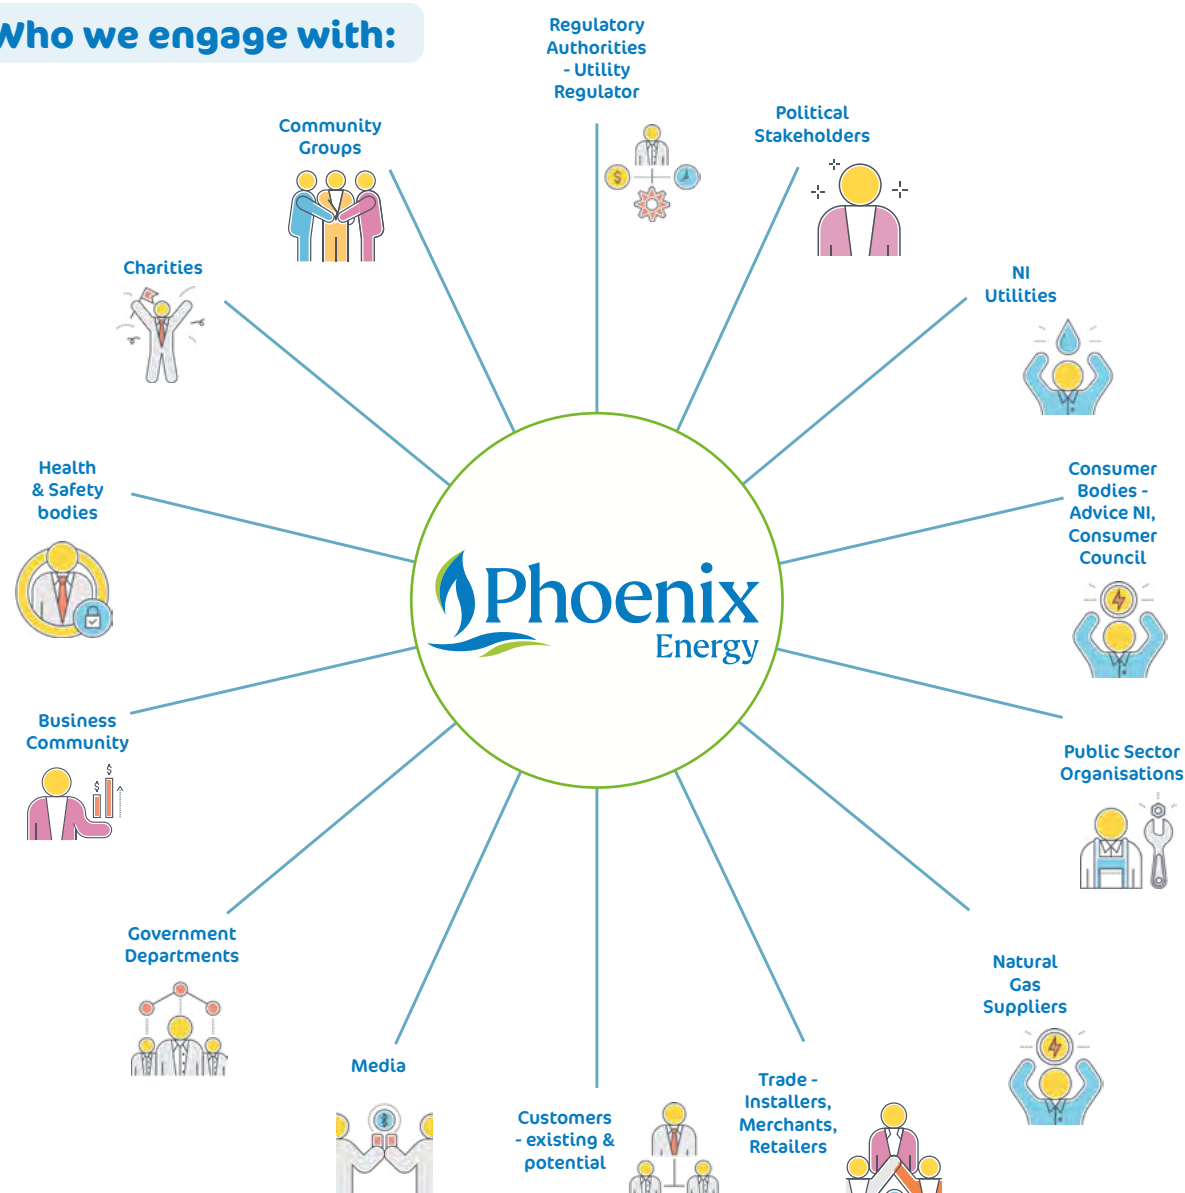 Who we engage with:
Regulatory
Authorities
- Utility
Regulator
Political
Stakeholders
NI
Utilities
Consumer
Bodies -
Advice NI,
Consumer
Council
Public Sector
Organisations
Natural
Gas
Suppliers
Trade -
Installers,
Merchants,
Retailers
Customers
- existing &
potential
Media
Government
Departments
Business
Community
Health
& Safety
bodies
Charities
Community
Groups
Phoenix
Energy